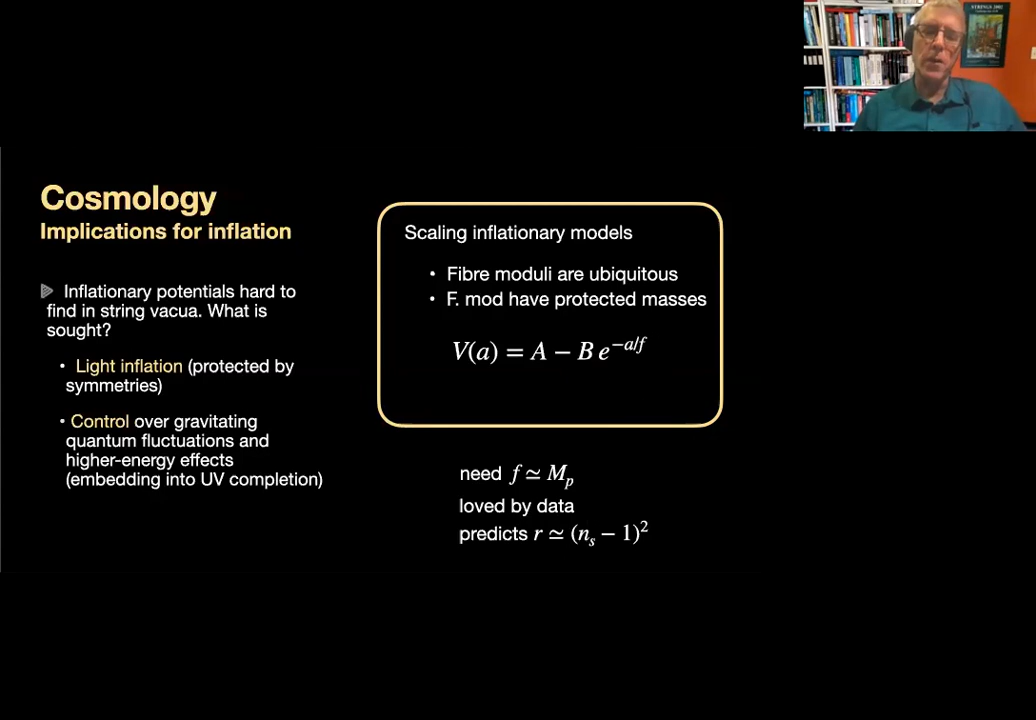 STRINGS 2002
Cosmology
Implications for inflation
Inflationary potentials hard to
find in string vacua. What is
sought?
• Light inflation (protected by
symmetries)
• Control over gravitating
quantum fluctuations and
higher-energy effects
(embedding into UV completion)
Scaling inflationary models
• Fibre moduli are ubiquitous
• F. mod have protected masses
V(a) = A − B e^{−a/f}
need f ≃ M_p
loved by data
predicts r ≃ (n_s − 1)²